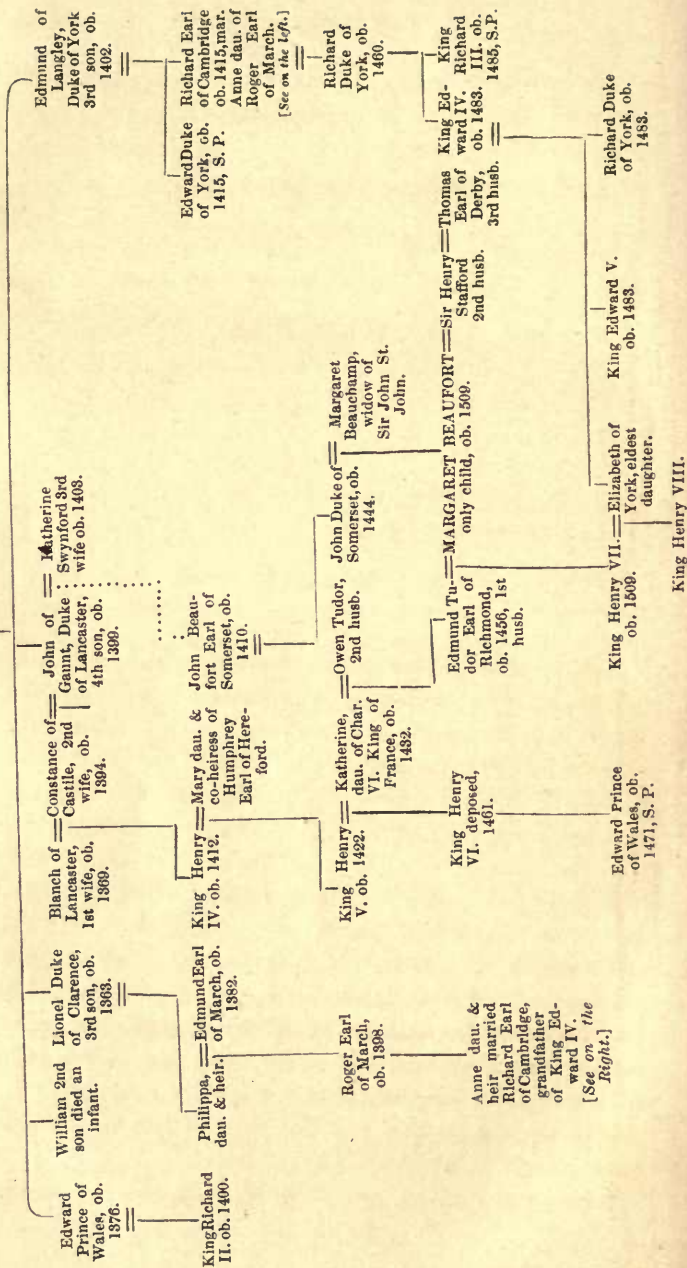 Edward
Prince of
Wales, ob.
1376.
William 2nd
son died an
infant.
Lionel Duke
of Clarence,
3rd son, ob.
1363.
Blanch of
Lancaster,
1st wife, ob.
1369.
Constance of
Castile, 2nd
wife, ob.
1394.
John of
Gaunt, Duke
of Lancaster,
4th son, ob.
1399.
Katherine
Swynford 3rd
wife ob. 1403.
Edmund of
Langley,
Duke of York
3rd son, ob.
1402.
King Richard
II. ob. 1400.
Philippa,
dau. & heir.
Edmund Earl
of March, ob.
1382.
King Henry
IV. ob. 1412.
Mary dau. &
co-heiress of
Humphrey
Earl of Here-
ford.
John Beau-
fort Earl of
Somerset, ob.
1410.
Edward Duke
of York, ob.
1415, S. P.
Richard Earl
of Cambridge
ob. 1415, mar.
Anne dau. of
Roger Earl
of March.
[See on the left.]
Roger Earl
of March,
ob. 1398.
King Henry
V. ob. 1422.
Katherine,
dau. of Char.
VI. King of
France, ob.
1432.
Owen Tudor,
2nd husb.
John Duke of
Somerset, ob.
1444.
Margaret
Beauchamp,
widow of
Sir John St.
John.
Richard
Duke of
York, ob.
1460.
Anne dau. &
heir married
Richard Earl
of Cambridge,
grandfather
of King Ed-
ward IV.
[See on the
Right.]
King Henry
VI. deposed,
1461.
Edmund Tu-
dor Earl of
Richmond,
ob. 1456, 1st
husb.
MARGARET BEAUFORT
only child, ob. 1509.
Sir Henry
Stafford
2nd husb.
Thomas
Earl of
Derby,
3rd husb.
King Ed-
ward IV.
ob. 1483.
King
Richard
III. ob.
1485, S.P.
Edward Prince
of Wales, ob.
1471, S. P.
King Henry VII.
ob. 1509.
Elizabeth of
York, eldest
daughter.
King Edward V.
ob. 1483.
Richard Duke
of York, ob.
1483.
King Henry VIII.